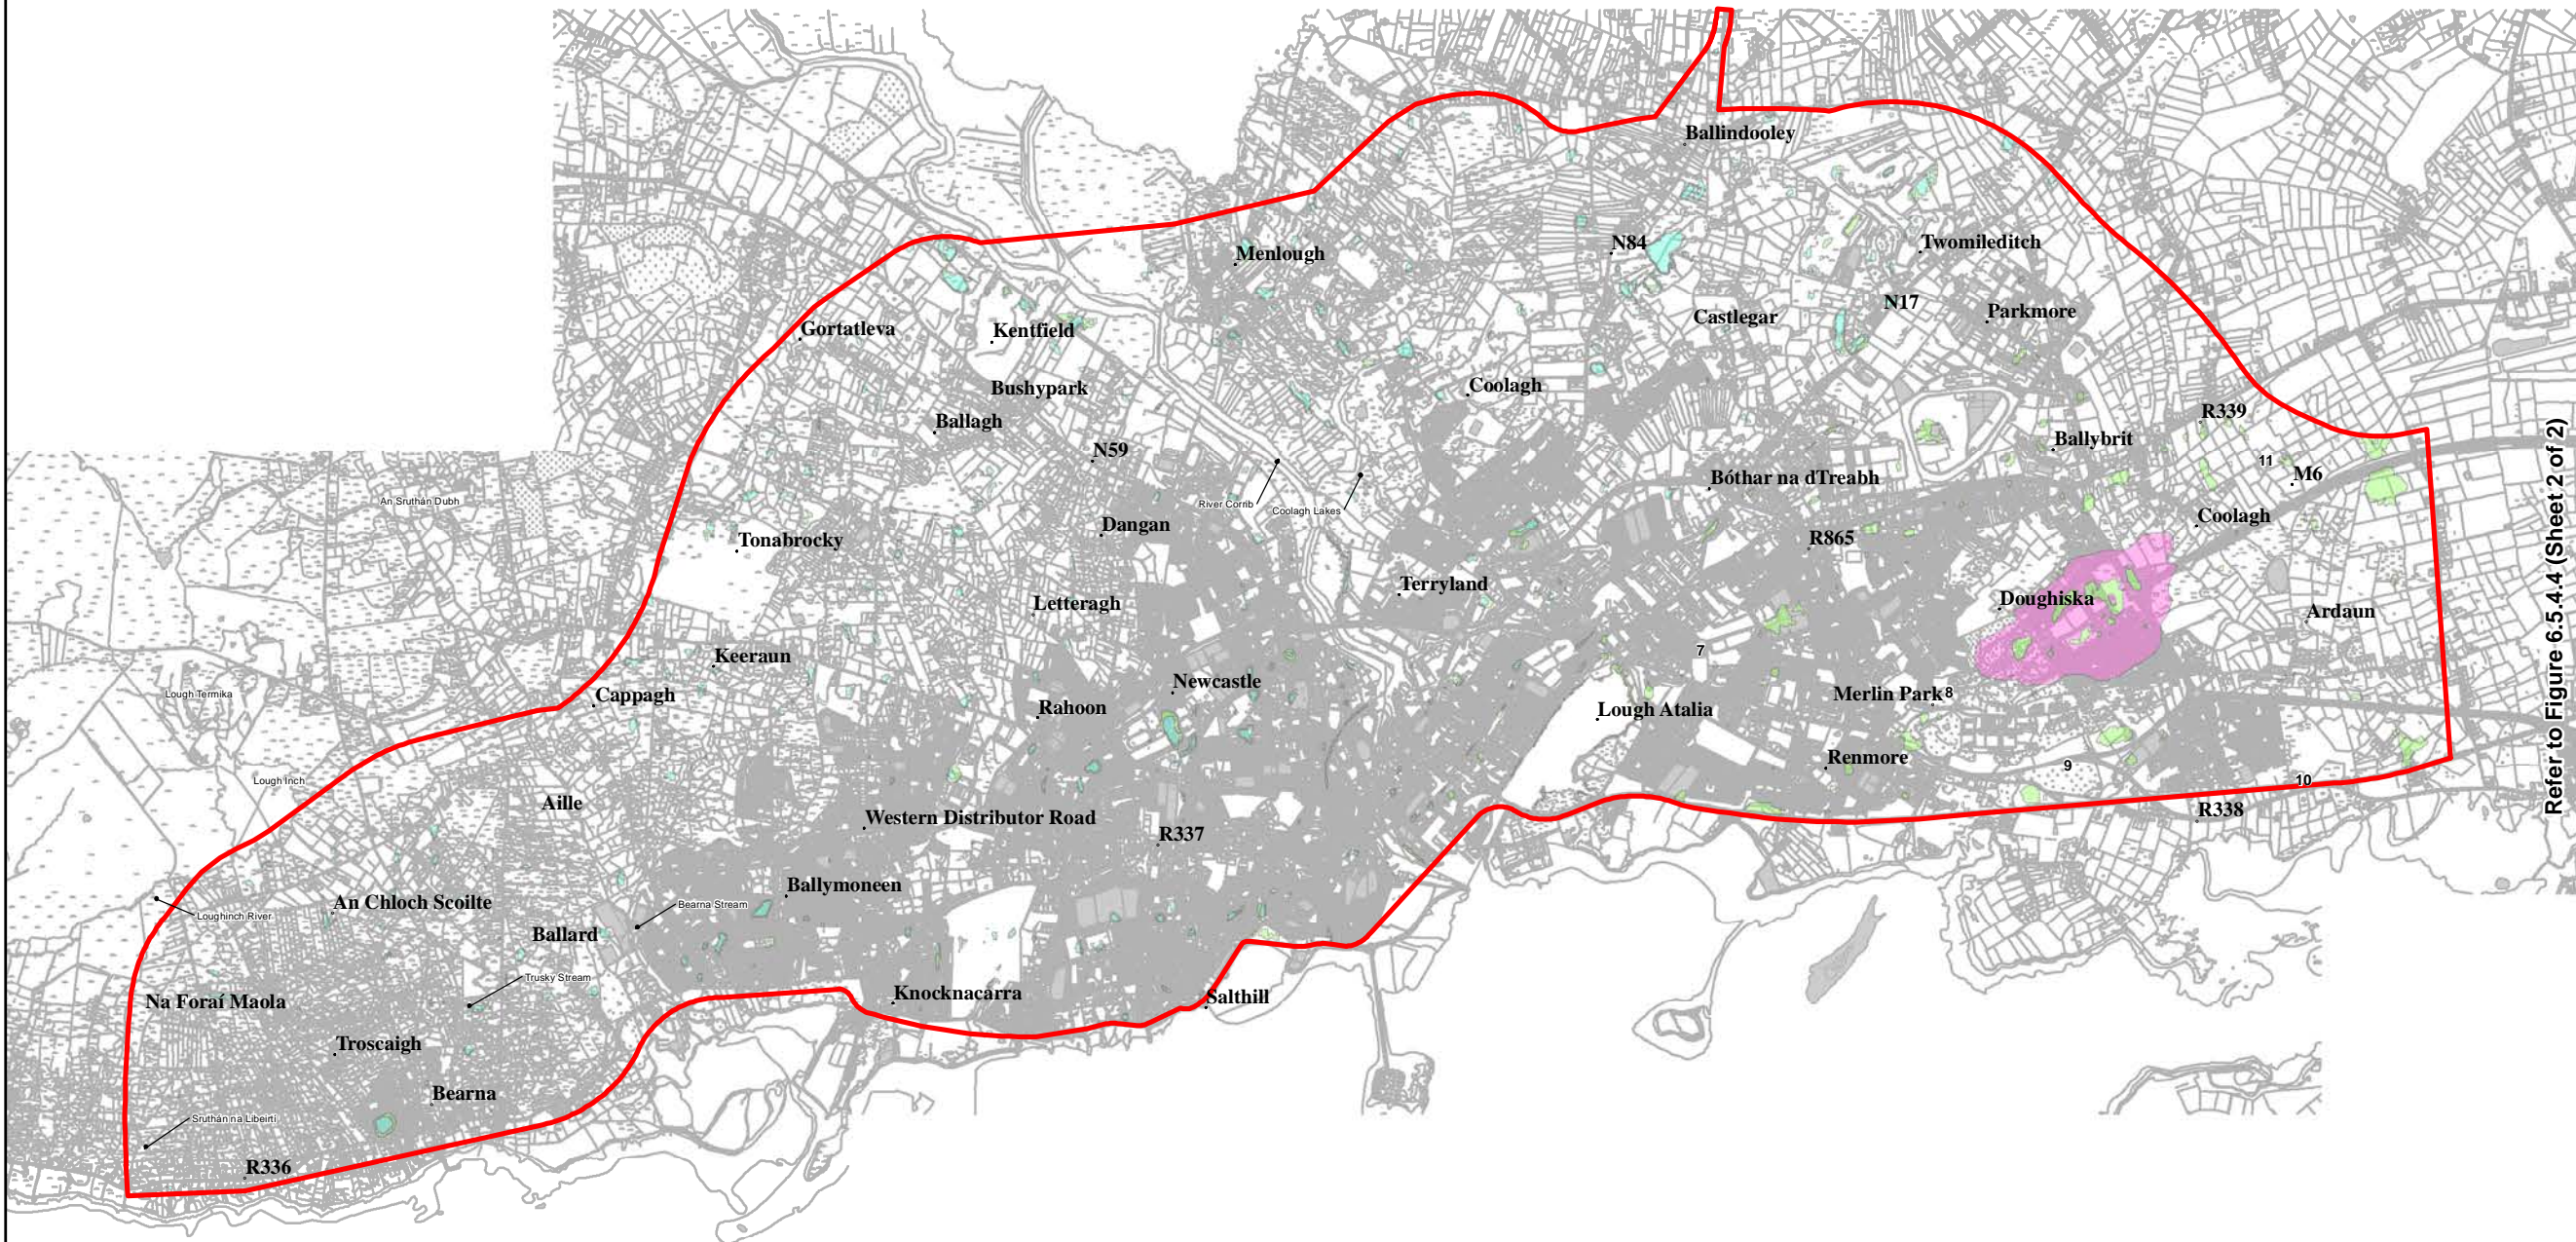 Ballindooley
Menlough
N84
Twomileditch
Gortatleva
Kentfield
Castlegar
N17
Parkmore
Bushypark
Coolagh
Ballagh
R339
N59
Ballybrit
11
M6
An Sruthán Dubh
River Corrib
Coolagh Lakes
Bóthar na dTreabh
Coolagh
Dangan
Tonabrocky
R865
Terryland
Letteragh
Doughiska
Ardaun
Refer to Figure 6.5.4.4 (Sheet 2 of 2)
Keeraun
7
Lough Termika
Cappagh
Newcastle
Rahoon
Lough Atalia
Merlin Park
8
Renmore
9
10
Lough Inch
Aille
Western Distributor Road
R337
R338
Ballymoneen
An Chloch Scoilte
Loughinch River
Bearna Stream
Ballard
Trusky Stream
Na Foraí Maola
Knocknacarra
Salthill
Troscaigh
Bearna
Sruthán na Libeirtí
R336